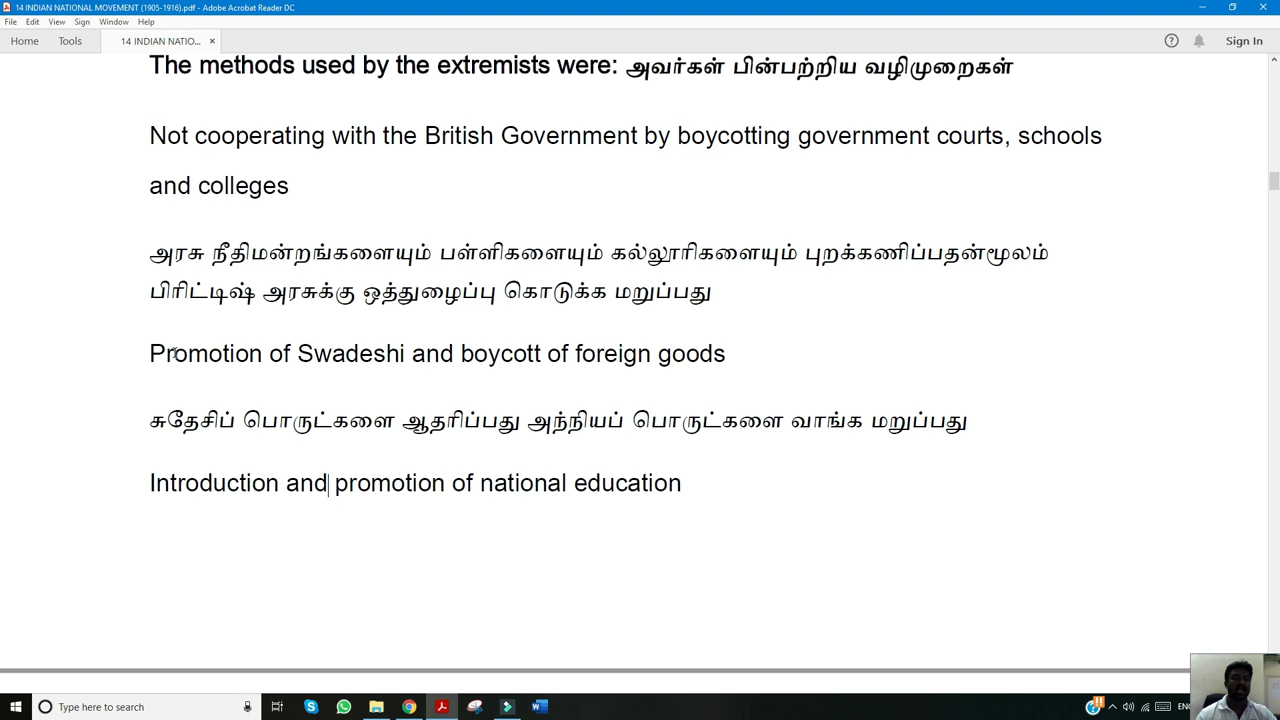 14 INDIAN NATIONAL MOVEMENT (1905-1916).pdf - Adobe Acrobat Reader DC
File Edit View Sign Window Help
Home Tools 14 INDIAN NATIO... × Sign In
The methods used by the extremists were: அவர்கள் பின்பற்றிய வழிமுறைகள்
Not cooperating with the British Government by boycotting government courts, schools
and colleges
அரசு நீதிமன்றங்களையும் பள்ளிகளையும் கல்லூரிகளையும் புறக்கணிப்பதன்மூலம்
பிரிட்டிஷ் அரசுக்கு ஒத்துழைப்பு கொடுக்க மறுப்பது
Promotion of Swadeshi and boycott of foreign goods
சுதேசிப் பொருட்களை ஆதரிப்பது அந்நியப் பொருட்களை வாங்க மறுப்பது
Introduction and promotion of national education
Type here to search